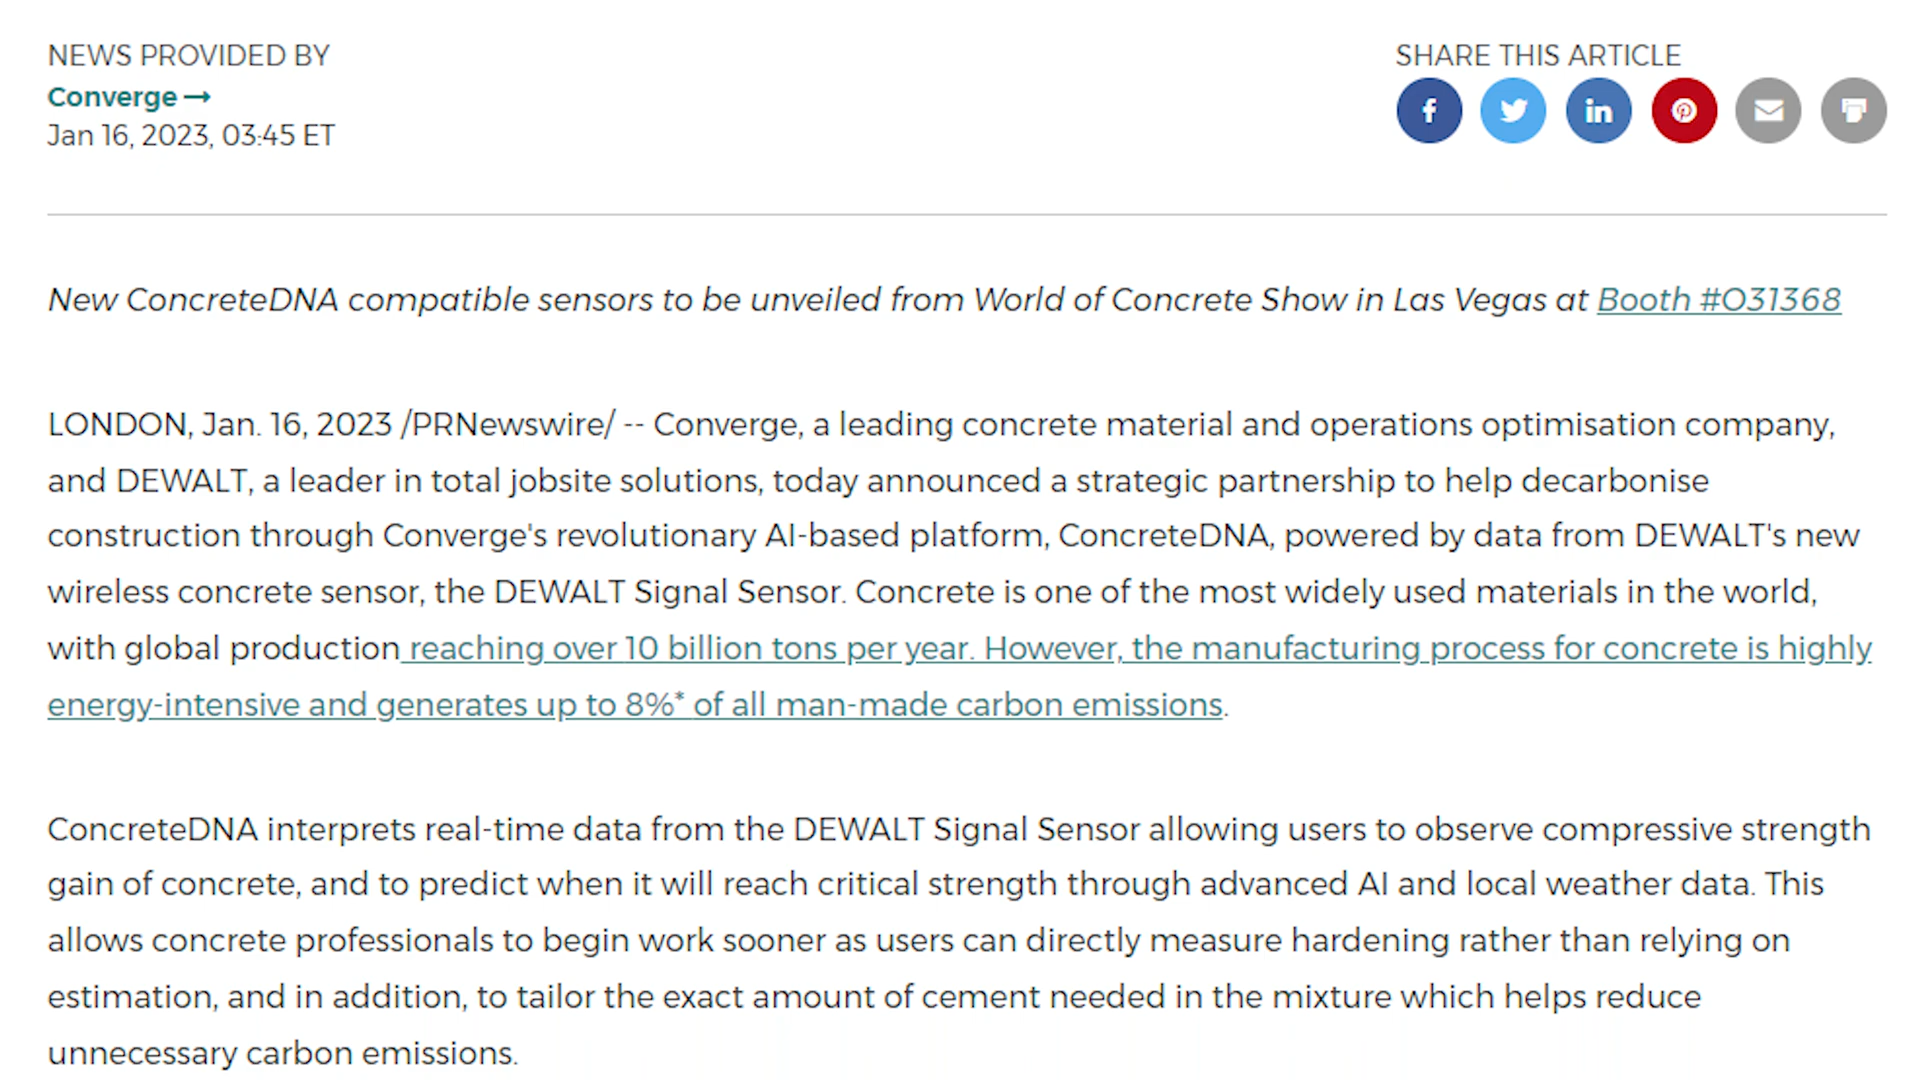 NEWS PROVIDED BY
Converge→
Jan 16, 2023, 03:45 ET
SHARE THIS ARTICLE
New ConcreteDNA compatible sensors to be unveiled from World of Concrete Show in Las Vegas at Booth #O31368
LONDON, Jan. 16, 2023 /PRNewswire/ -- Converge, a leading concrete material and operations optimisation company,
and DEWALT, a leader in total jobsite solutions, today announced a strategic partnership to help decarbonise
construction through Converge's revolutionary AI-based platform, ConcreteDNA, powered by data from DEWALT's new
wireless concrete sensor, the DEWALT Signal Sensor. Concrete is one of the most widely used materials in the world,
with global production reaching over 10 billion tons per year. However, the manufacturing process for concrete is highly
energy-intensive and generates up to 8%* of all man-made carbon emissions.
ConcreteDNA interprets real-time data from the DEWALT Signal Sensor allowing users to observe compressive strength
gain of concrete, and to predict when it will reach critical strength through advanced AI and local weather data. This
allows concrete professionals to begin work sooner as users can directly measure hardening rather than relying on
estimation, and in addition, to tailor the exact amount of cement needed in the mixture which helps reduce
unnecessary carbon emissions.